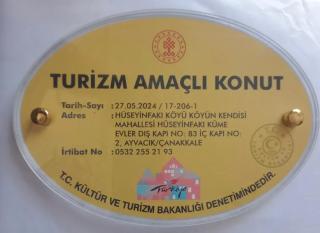 TURİZM AMAÇLI KONUT
Tarih-Sayı : 27.05.2024 / 17-206-1
Adres : HÜSEYİNFAKI KÖYÜ KÖYÜN KENDİSİ
MAHALLESİ HÜSEYİNFAKI KÜME
EVLER DIŞ KAPI NO: 83 İÇ KAPI NO:
2, AYVACIK/ÇANAKKALE
İrtibat No : 0532 255 21 93
Türkiye
T.C. KÜLTÜR VE TURİZM BAKANLIĞI DENETİMİNDEDİR.